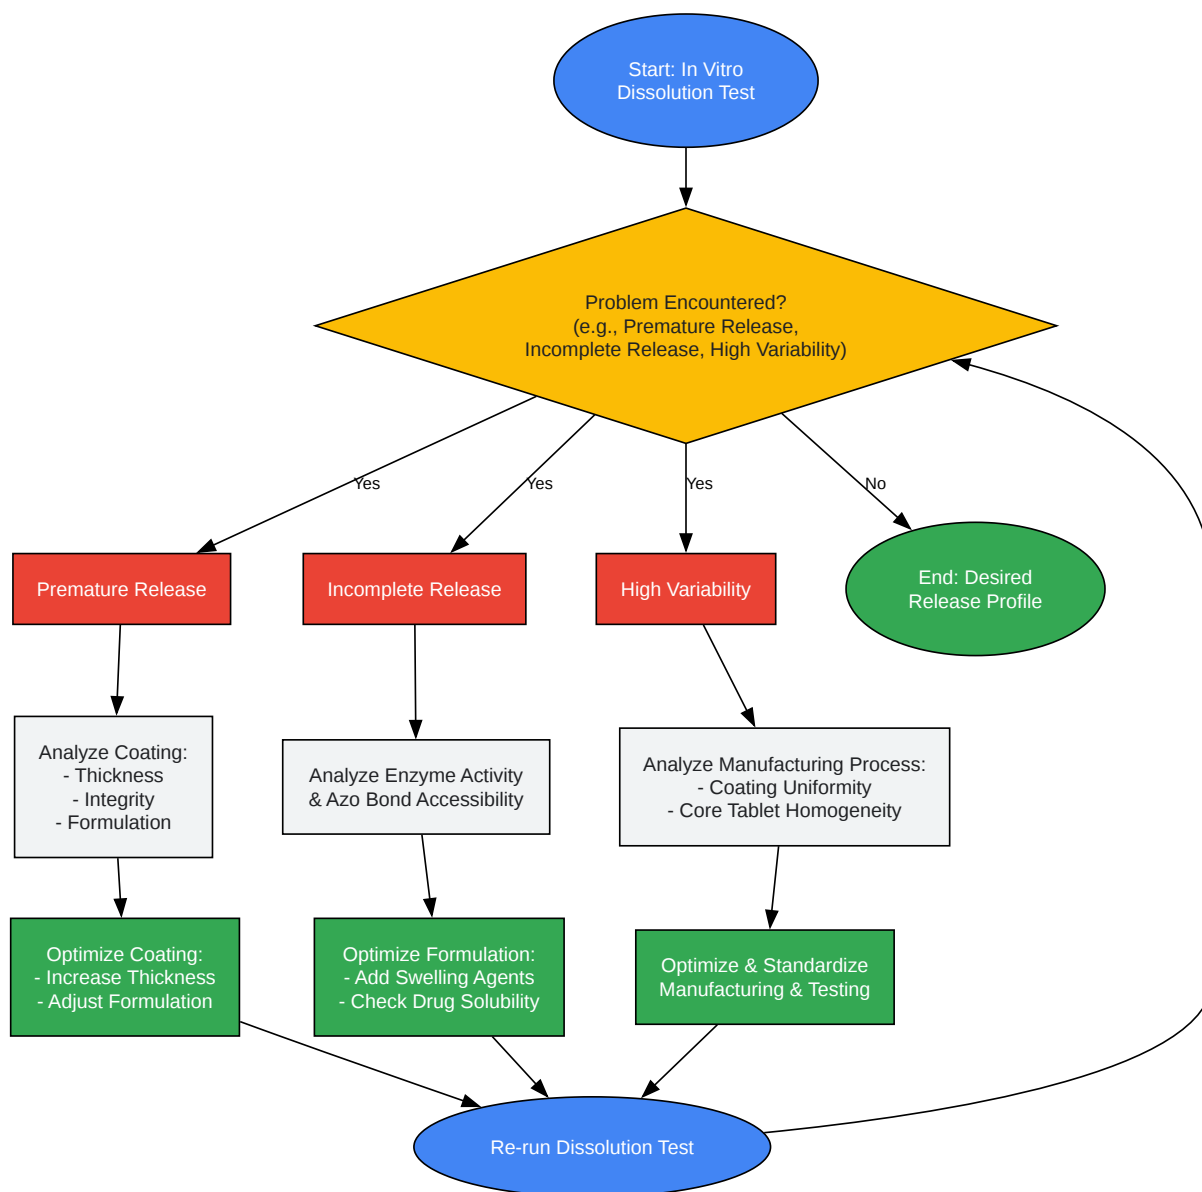 Start: In Vitro
Dissolution Test
Problem Encountered?
(e.g., Premature Release,
Incomplete Release, High Variability)
Yes
Yes
Yes
No
Premature Release
Incomplete Release
High Variability
End: Desired
Release Profile
Analyze Coating:
- Thickness
- Integrity
- Formulation
Analyze Enzyme Activity
& Azo Bond Accessibility
Analyze Manufacturing Process:
- Coating Uniformity
- Core Tablet Homogeneity
Optimize Coating:
- Increase Thickness
- Adjust Formulation
Optimize Formulation:
- Add Swelling Agents
- Check Drug Solubility
Optimize & Standardize
Manufacturing & Testing
Re-run Dissolution Test